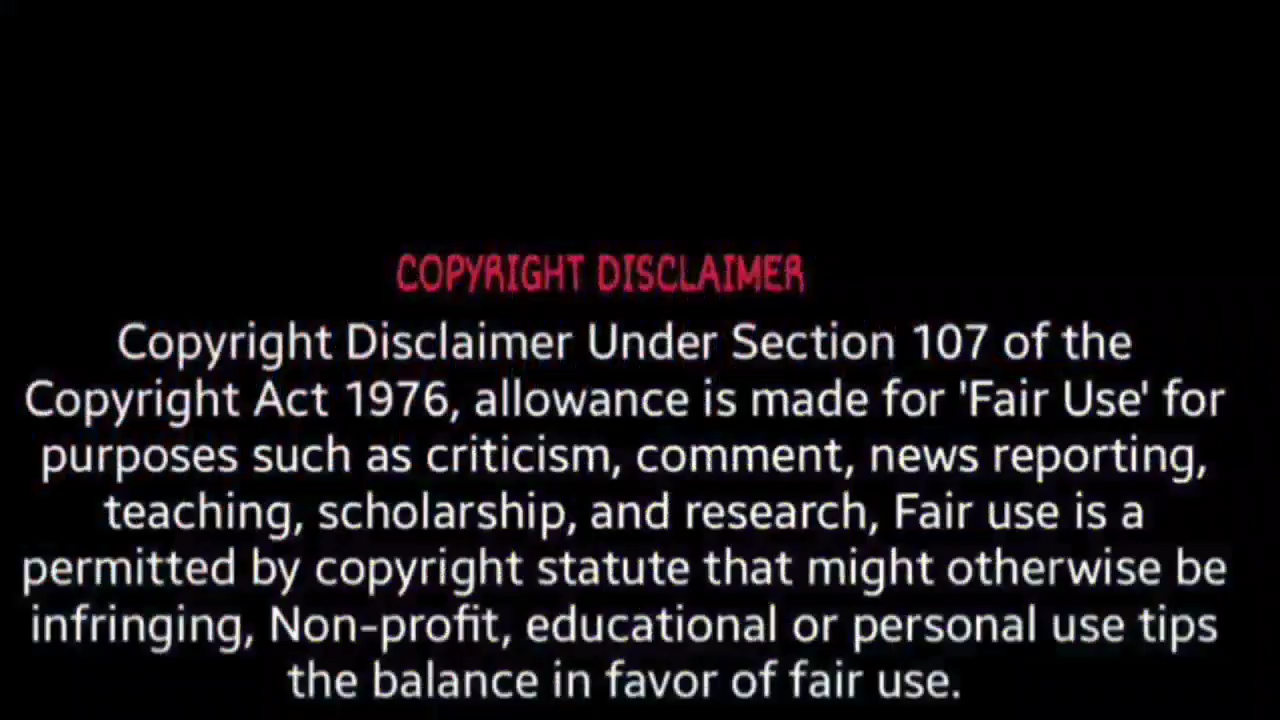 COPYRIGHT DISCLAIMER
Copyright Disclaimer Under Section 107 of the
Copyright Act 1976, allowance is made for 'Fair Use' for
purposes such as criticism, comment, news reporting,
teaching, scholarship, and research, Fair use is a
permitted by copyright statute that might otherwise be
infringing, Non-profit, educational or personal use tips
the balance in favor of fair use.